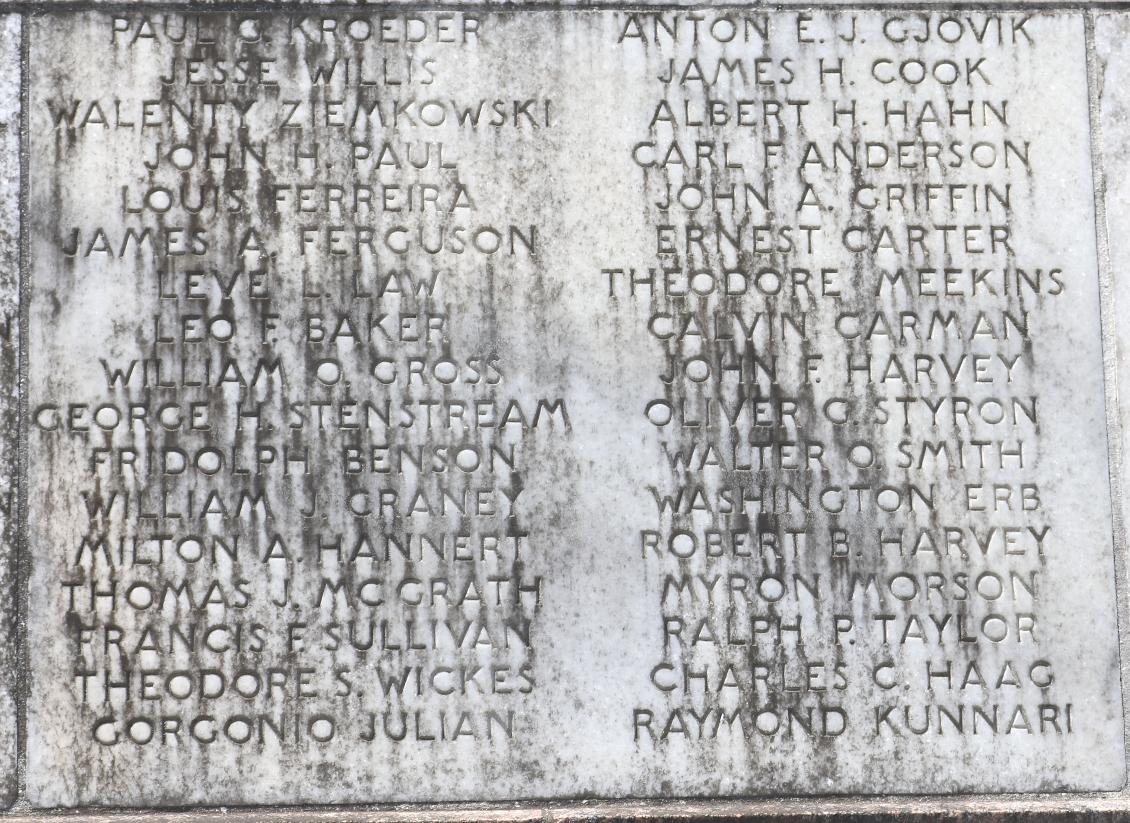 PAUL G. KROEDER
JESSE WILLIS
WALENTY ZIEMKOWSKI
JOHN H. PAUL
LOUIS FERREIRA
JAMES A. FERGUSON
LEVE L. LAW
LEO F. BAKER
WILLIAM O. GROSS
GEORGE H. STENSTREAM
FRIDOLPH BENSON
WILLIAM J. GRANEY
MILTON A. HANNERT
THOMAS J. MC GRATH
FRANCIS F. SULLIVAN
THEODORE S. WICKES
GORGONIO JULIAN
ANTON E. J. GJOVIK
JAMES H. COOK
ALBERT H. HAHN
CARL F. ANDERSON
JOHN A. GRIFFIN
ERNEST CARTER
THEODORE MEEKINS
CALVIN CARMAN
JOHN F. HARVEY
OLIVER G. STYRON
WALTER O. SMITH
WASHINGTON ERB
ROBERT B. HARVEY
MYRON MORSON
RALPH P. TAYLOR
CHARLES C. HAAG
RAYMOND KUNNARI